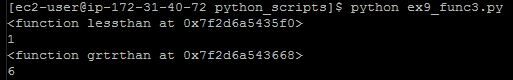 [ec2-user@ip-172-31-40-72 python_scripts]$ python ex9_func3.py
<function lessthan at 0x7f2d6a5435f0>
1
<function grtrthan at 0x7f2d6a543668>
6